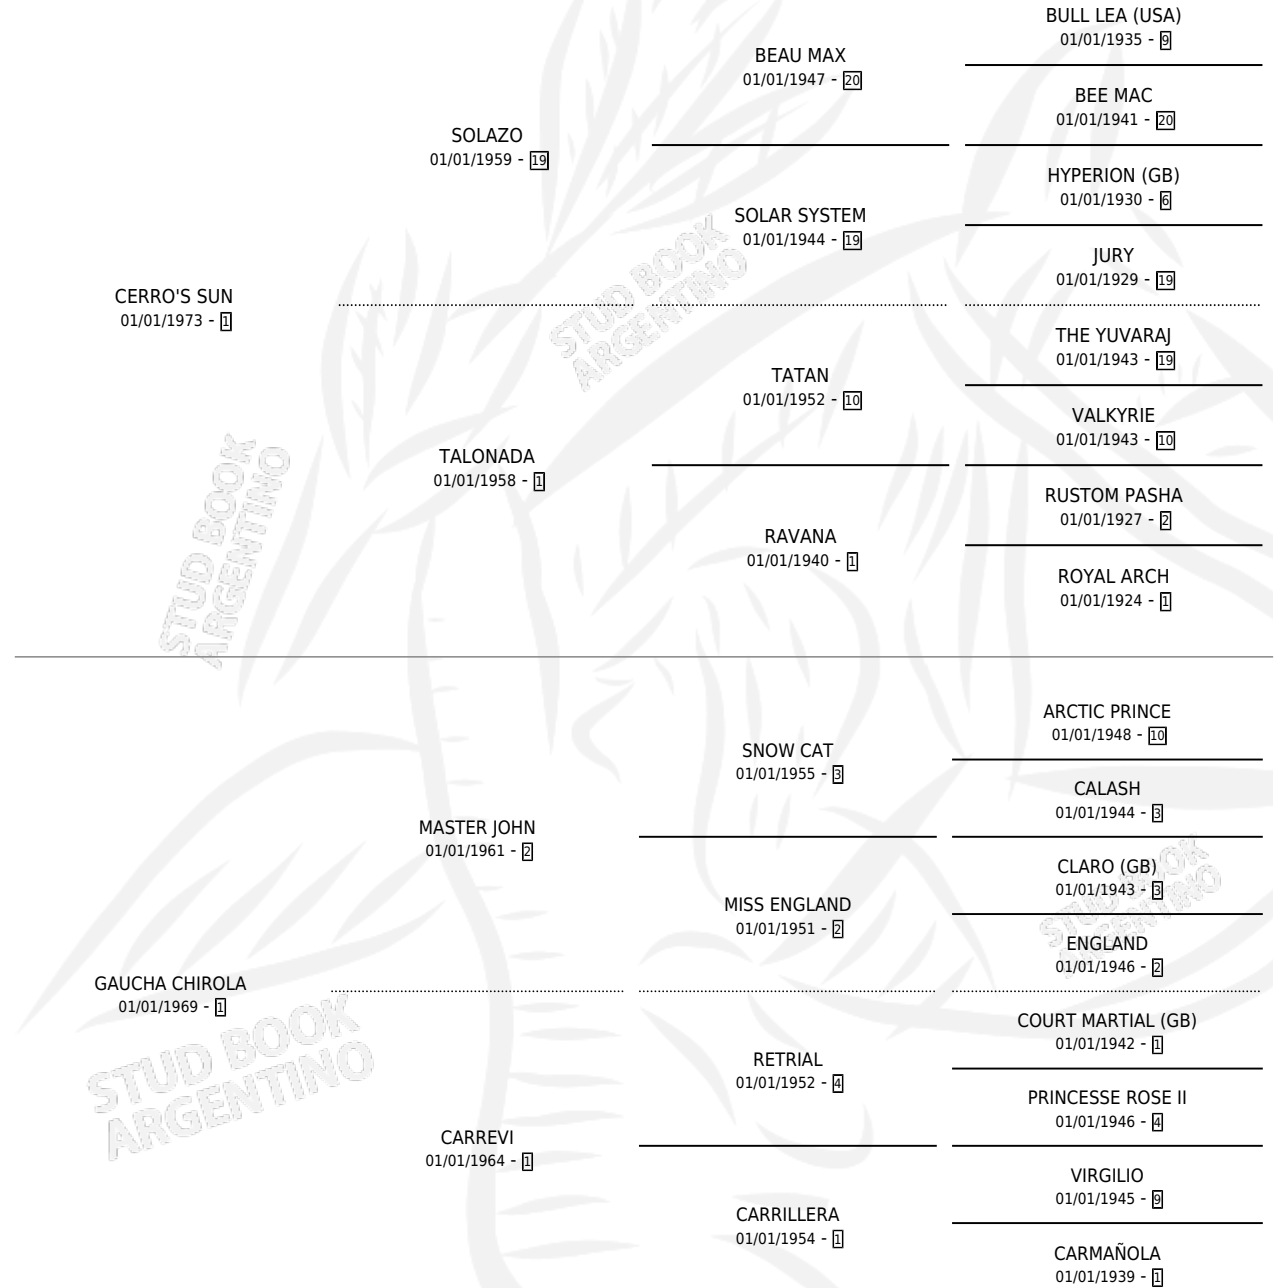 BULL LEA (USA)
01/01/1935 - 9
BEAU MAX
01/01/1947 - 20
BEE MAC
01/01/1941 - 20
SOLAZO
01/01/1959 - 19
HYPERION (GB)
01/01/1930 - 6
SOLAR SYSTEM
01/01/1944 - 19
JURY
01/01/1929 - 19
CERRO'S SUN
01/01/1973 - 1
STUD BOOK
ARGENTINO
THE YUVARAJ
01/01/1943 - 19
TATAN
01/01/1952 - 10
VALKYRIE
01/01/1943 - 10
TALONADA
01/01/1958 - 1
RUSTOM PASHA
01/01/1927 - 2
RAVANA
01/01/1940 - 1
ROYAL ARCH
01/01/1924 - 1
STUD BOOK
ARGENTINO
ARCTIC PRINCE
01/01/1948 - 10
SNOW CAT
01/01/1955 - 3
CALASH
01/01/1944 - 3
MASTER JOHN
01/01/1961 - 2
CLARO (GB)
01/01/1943 - 3
MISS ENGLAND
01/01/1951 - 2
ENGLAND
01/01/1946 - 2
STUD BOOK
ARGENTINO
GAUCHA CHIROLA
01/01/1969 - 1
COURT MARTIAL (GB)
01/01/1942 - 1
RETRIAL
01/01/1952 - 4
PRINCESSE ROSE II
01/01/1946 - 4
STUD BOOK
ARGENTINO
CARREVI
01/01/1964 - 1
VIRGILIO
01/01/1945 - 9
CARRILLERA
01/01/1954 - 1
CARMAÑOLA
01/01/1939 - 1